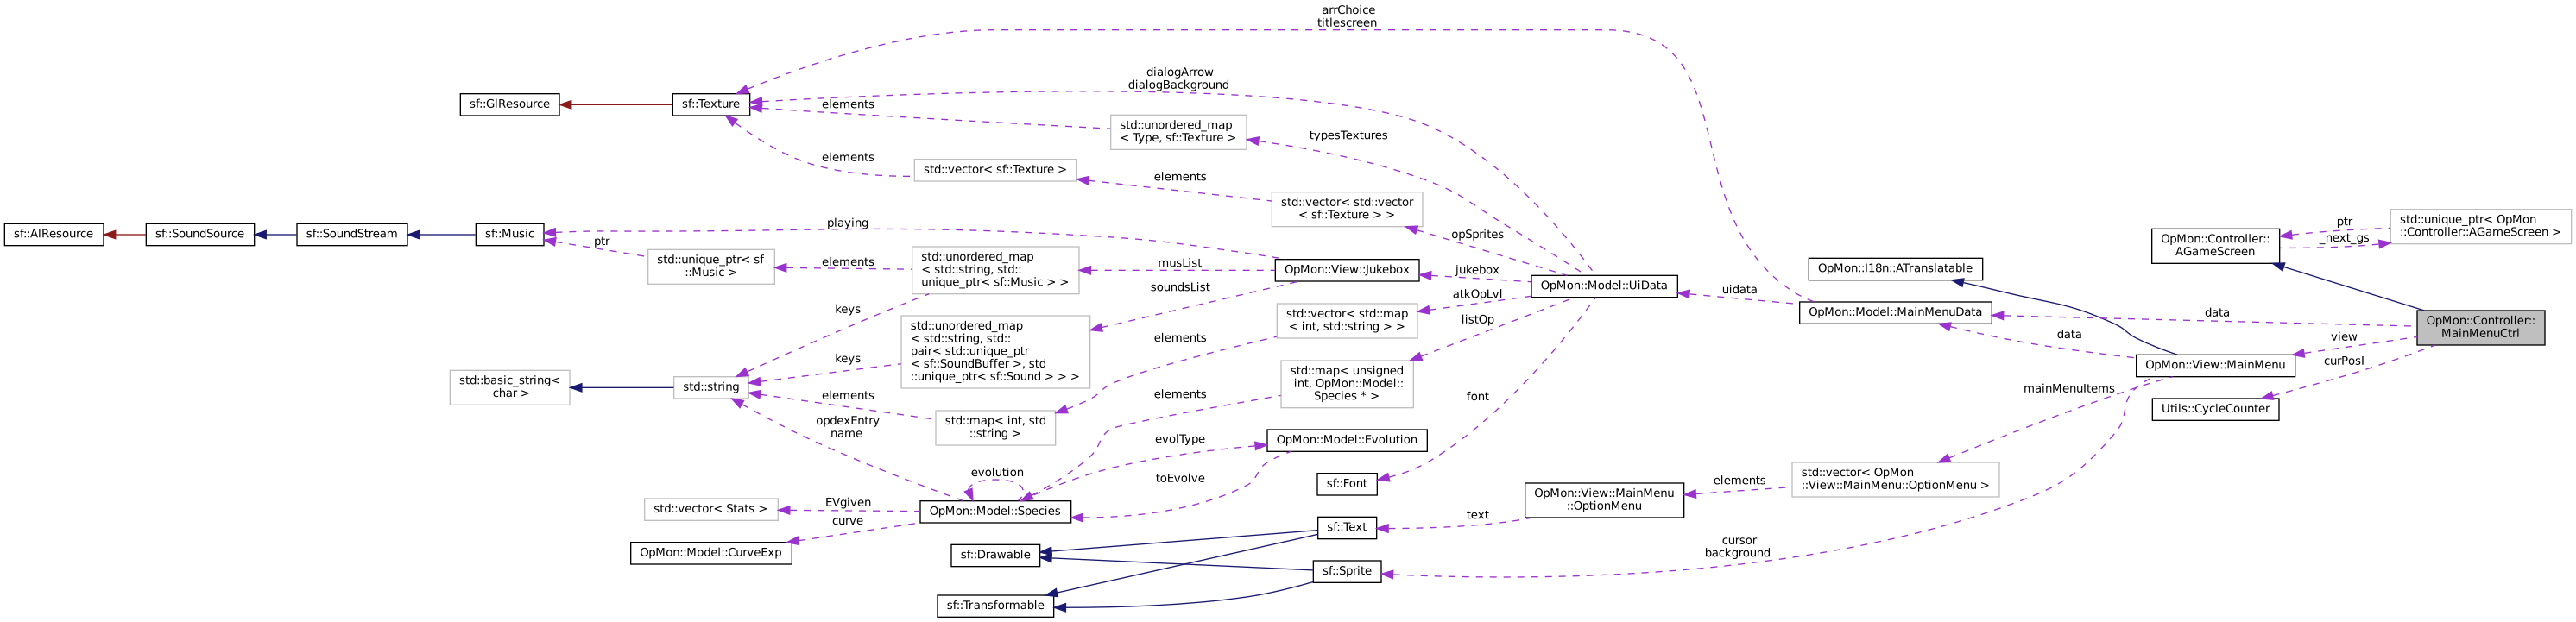 arrChoice
titlescreen
dialogArrow
dialogBackground
sf::GlResource
sf::Texture
elements
std::unordered_map
< Type, sf::Texture >
typesTextures
elements
std::vector< sf::Texture >
elements
std::vector< std::vector
< sf::Texture > >
opSprites
sf::AlResource
sf::SoundSource
sf::SoundStream
sf::Music
playing
ptr
std::unique_ptr< sf
::Music >
elements
std::unordered_map
< std::string, std::
unique_ptr< sf::Music > >
musList
OpMon::View::Jukebox
jukebox
soundsList
keys
std::unordered_map
< std::string, std::
pair< std::unique_ptr
< sf::SoundBuffer >, std
::unique_ptr< sf::Sound > > >
keys
atkOpLvl
std::vector< std::map
< int, std::string > >
listOp
OpMon::Model::UiData
uidata
OpMon::Model::MainMenuData
OpMon::I18n::ATranslatable
OpMon::Controller::
AGameScreen
ptr
_next_gs
std::unique_ptr< OpMon
::Controller::AGameScreen >
data
OpMon::Controller::
MainMenuCtrl
view
curPosI
data
OpMon::View::MainMenu
Utils::CycleCounter
mainMenuItems
std::basic_string<
char >
std::string
elements
elements
std::map< int, std
::string >
std::map< unsigned
int, OpMon::Model::
Species * >
elements
font
opdexEntry
name
evolType
OpMon::Model::Evolution
evolution
toEvolve
sf::Font
elements
std::vector< OpMon
::View::MainMenu::OptionMenu >
OpMon::View::MainMenu
::OptionMenu
std::vector< Stats >
EVgiven
OpMon::Model::Species
curve
text
sf::Text
OpMon::Model::CurveExp
sf::Drawable
cursor
background
sf::Sprite
sf::Transformable